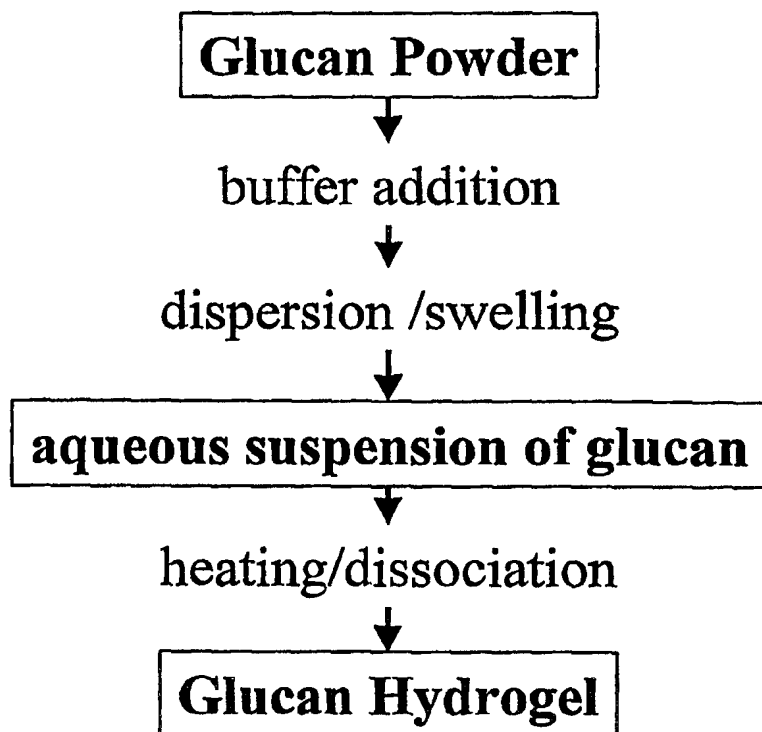 Glucan Powder
buffer addition
dispersion /swelling
aqueous suspension of glucan
heating/dissociation
Glucan Hydrogel